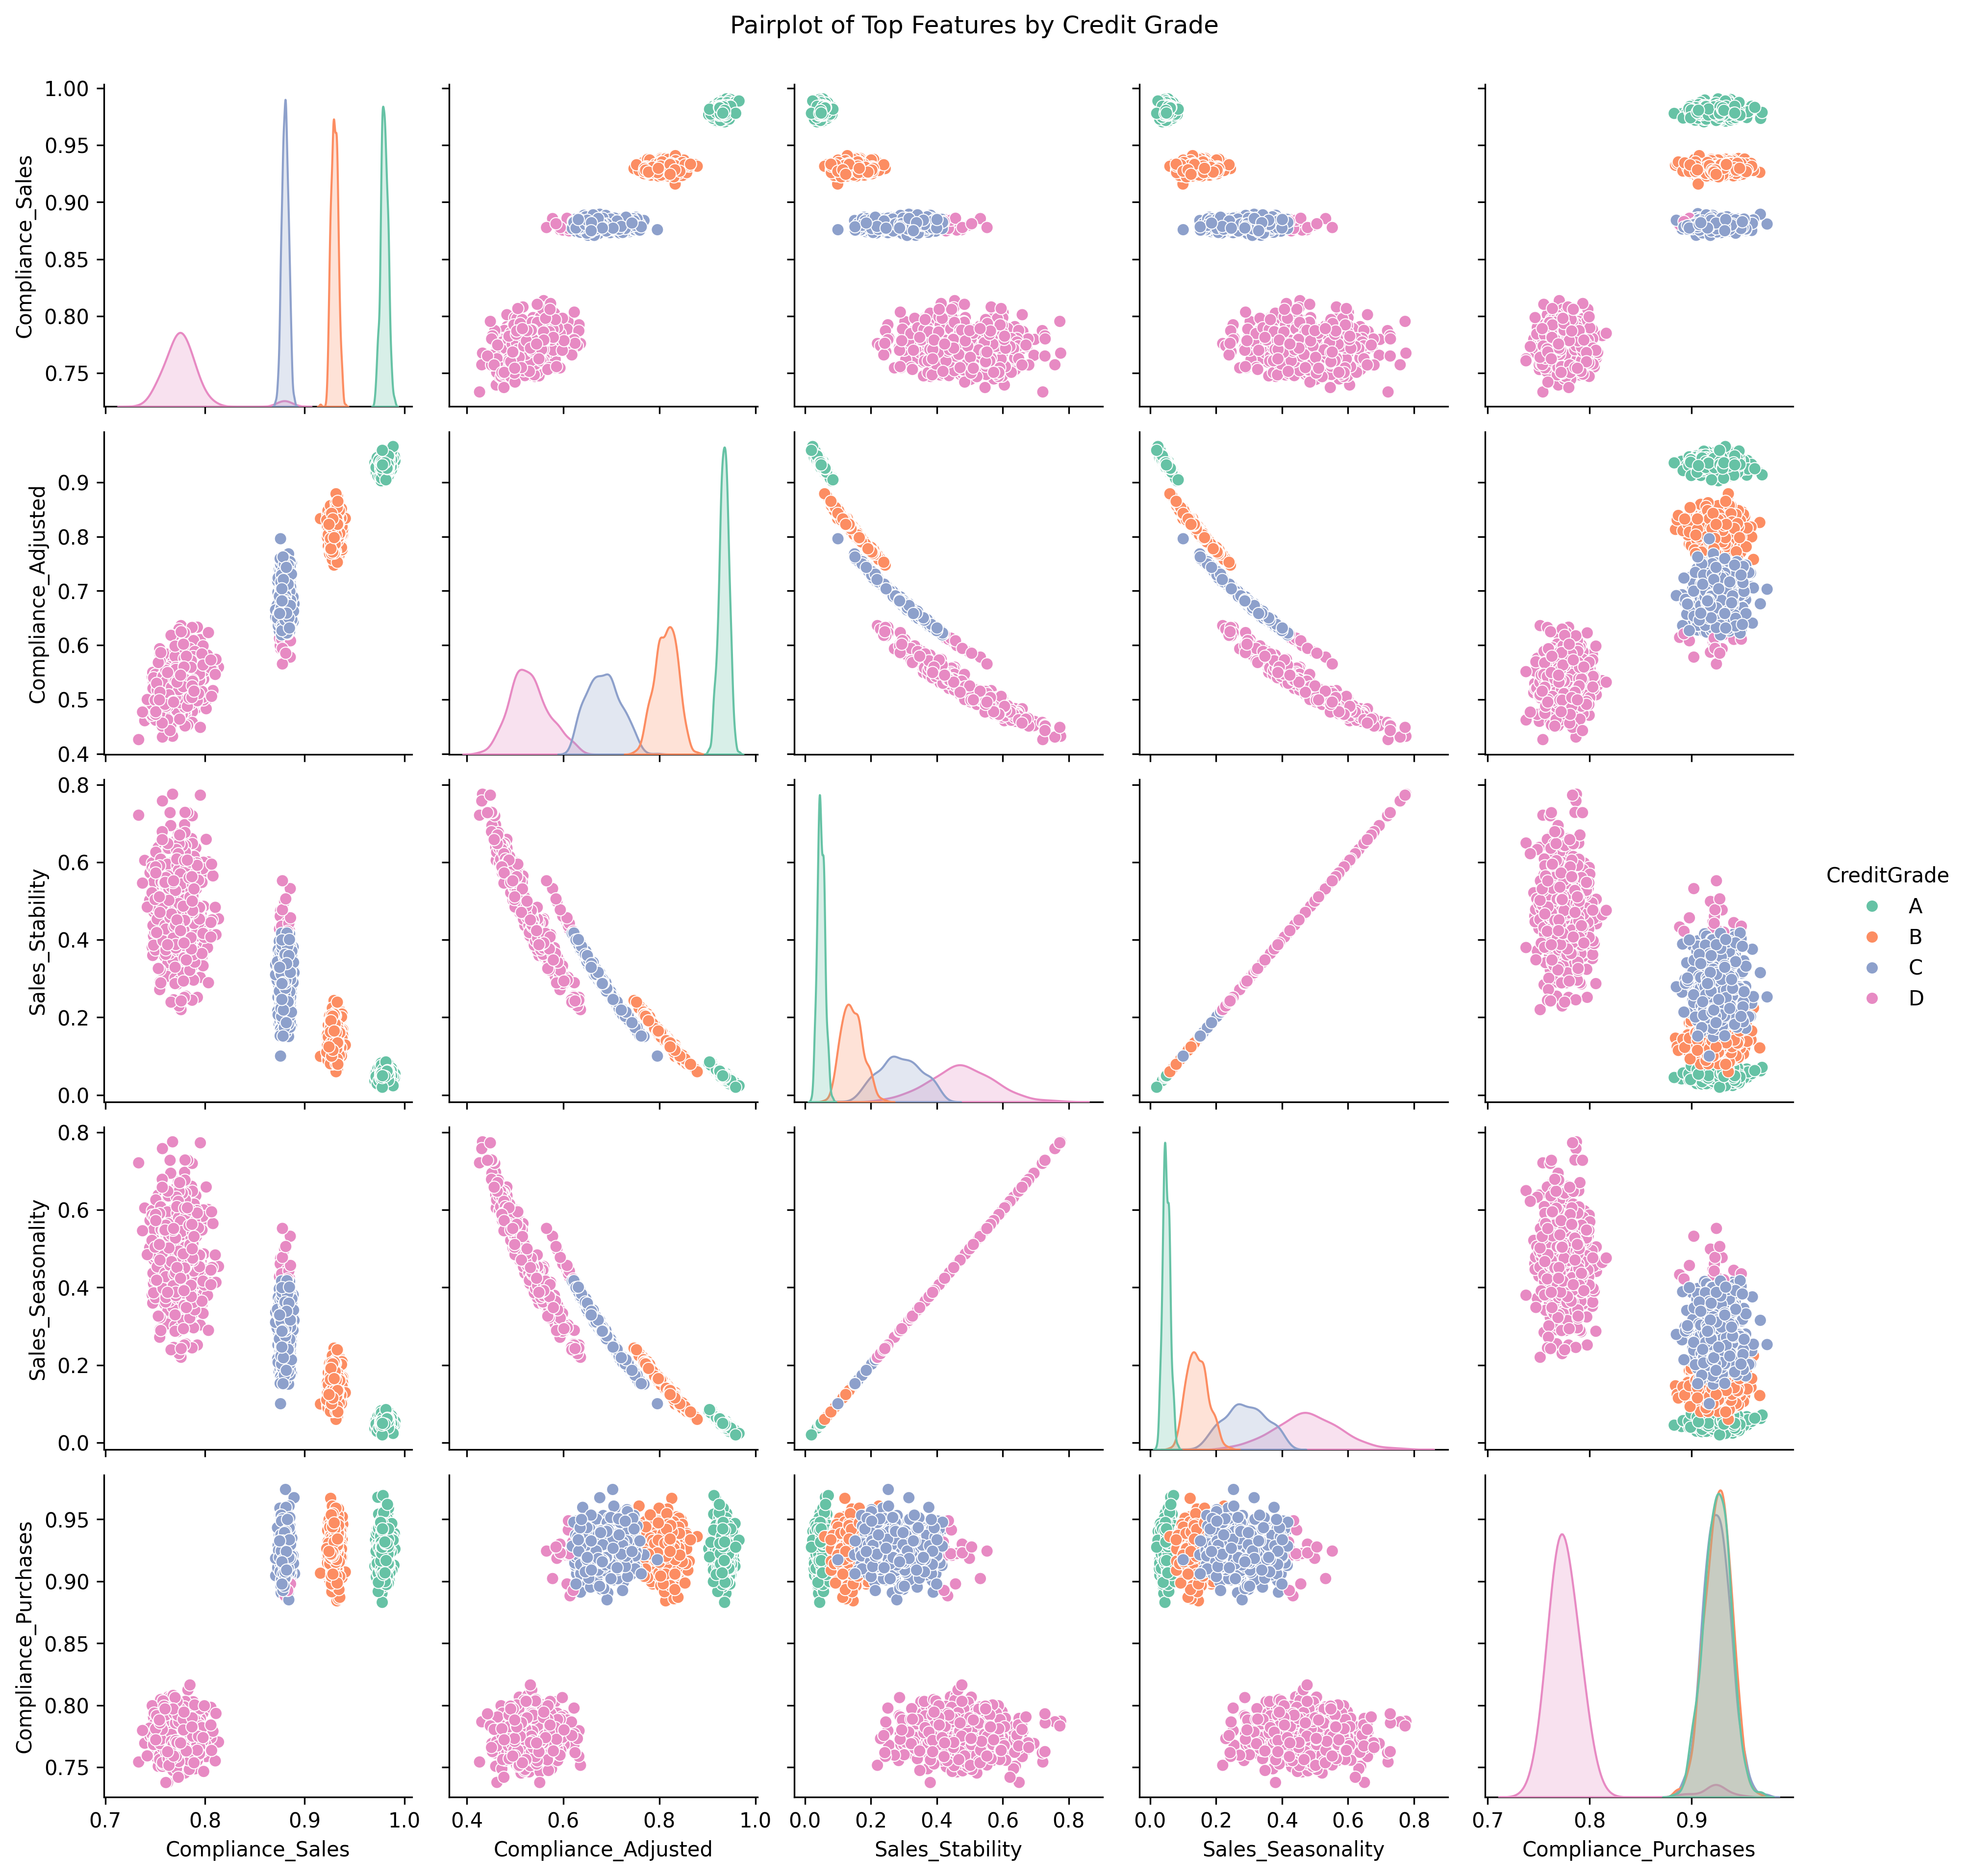 Pairplot of Top Features by Credit Grade
1.00
0.95
0.90
0.85
0.80
0.75
Compliance_Sales
0.9
0.8
0.7
0.6
0.5
0.4
Compliance_Adjusted
0.8
0.6
0.4
0.2
0.0
Sales_Stability
CreditGrade
A
B
C
D
0.8
0.6
0.4
0.2
0.0
Sales_Seasonality
0.95
0.90
0.85
0.80
0.75
Compliance_Purchases
0.7 0.8 0.9 1.0
Compliance_Sales
0.4 0.6 0.8 1.0
Compliance_Adjusted
0.0 0.2 0.4 0.6 0.8
Sales_Stability
0.0 0.2 0.4 0.6 0.8
Sales_Seasonality
0.7 0.8 0.9
Compliance_Purchases